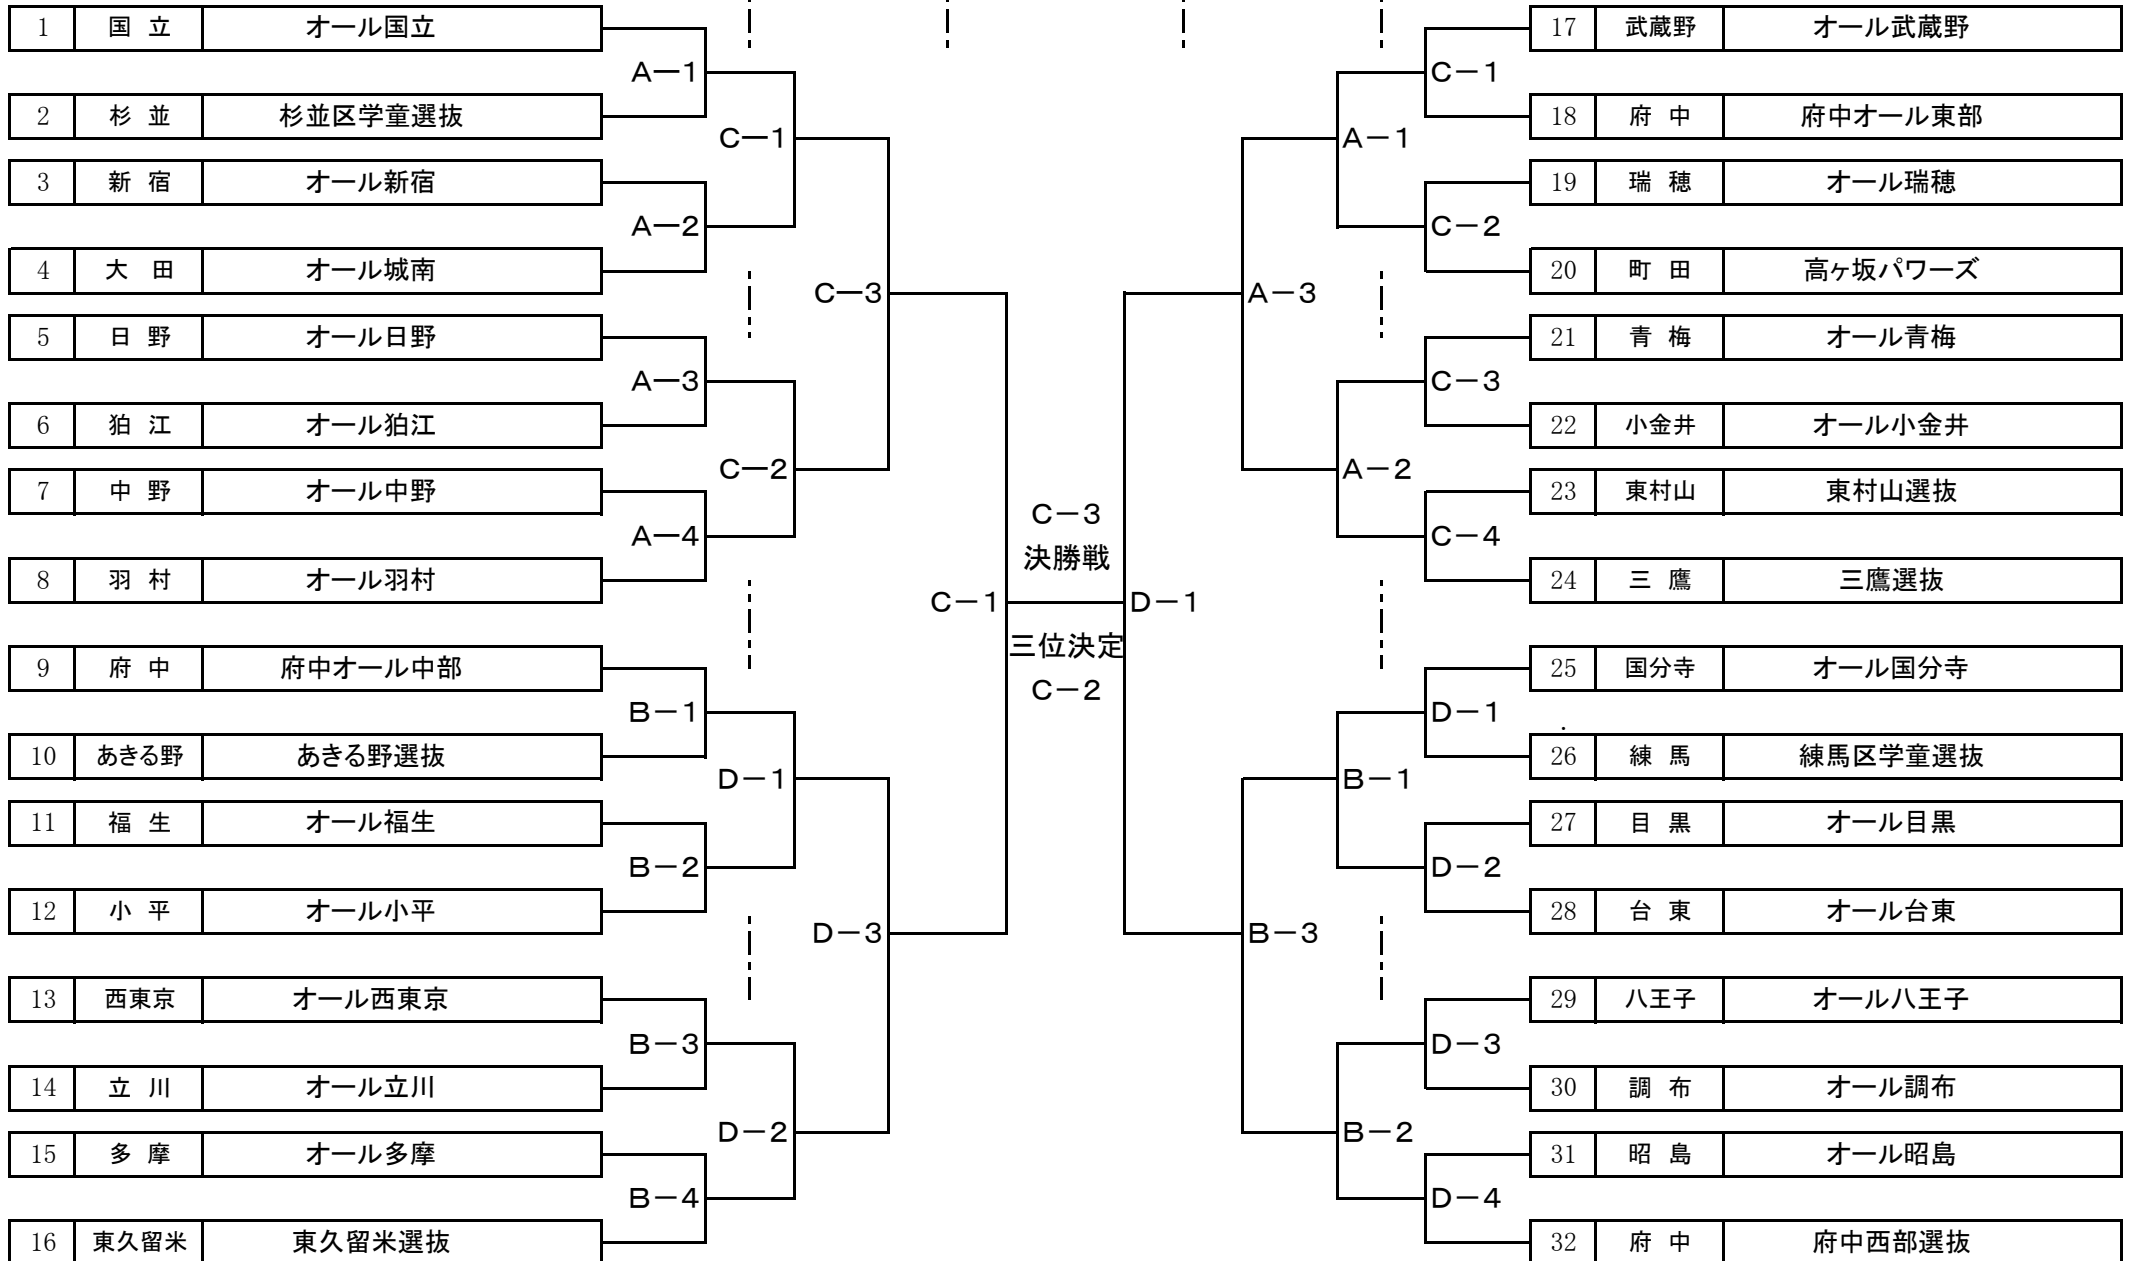 1 国 立 オール国立
A－1
2 杉 並 杉並区学童選抜
C－1
3 新 宿 オール新宿
A－2
4 大 田 オール城南
C－3
5 日 野 オール日野
A－3
6 狛 江 オール狛江
C－2
7 中 野 オール中野
A－4
8 羽 村 オール羽村
C－1
9 府 中 府中オール中部
B－1
10 あきる野 あきる野選抜
D－1
11 福 生 オール福生
B－2
12 小 平 オール小平
D－3
13 西東京 オール西東京
B－3
14 立 川 オール立川
D－2
15 多 摩 オール多摩
B－4
16 東久留米 東久留米選抜
C－3
決勝戦
三位決定
C－2
17 武蔵野 オール武蔵野
C－1
18 府 中 府中オール東部
A－1
19 瑞 穂 オール瑞穂
C－2
20 町 田 高ヶ坂パワーズ
A－3
21 青 梅 オール青梅
C－3
22 小金井 オール小金井
A－2
23 東村山 東村山選抜
C－4
24 三 鷹 三鷹選抜
D－1
25 国分寺 オール国分寺
D－1
26 練 馬 練馬区学童選抜
B－1
27 目 黒 オール目黒
D－2
28 台 東 オール台東
B－3
29 八王子 オール八王子
D－3
30 調 布 オール調布
B－2
31 昭 島 オール昭島
D－4
32 府 中 府中西部選抜